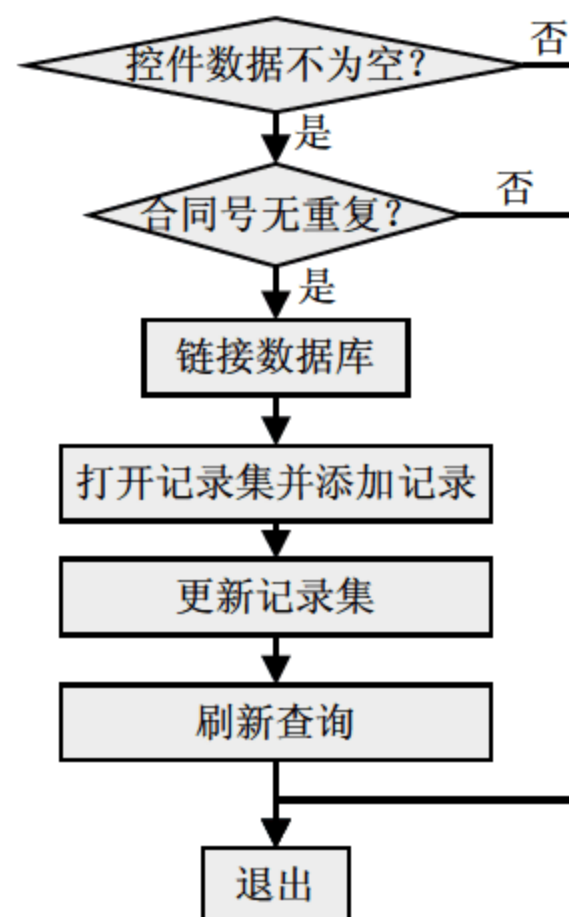 控件数据不为空？
否
是
合同号无重复？
否
是
链接数据库
打开记录集并添加记录
更新记录集
刷新查询
退出